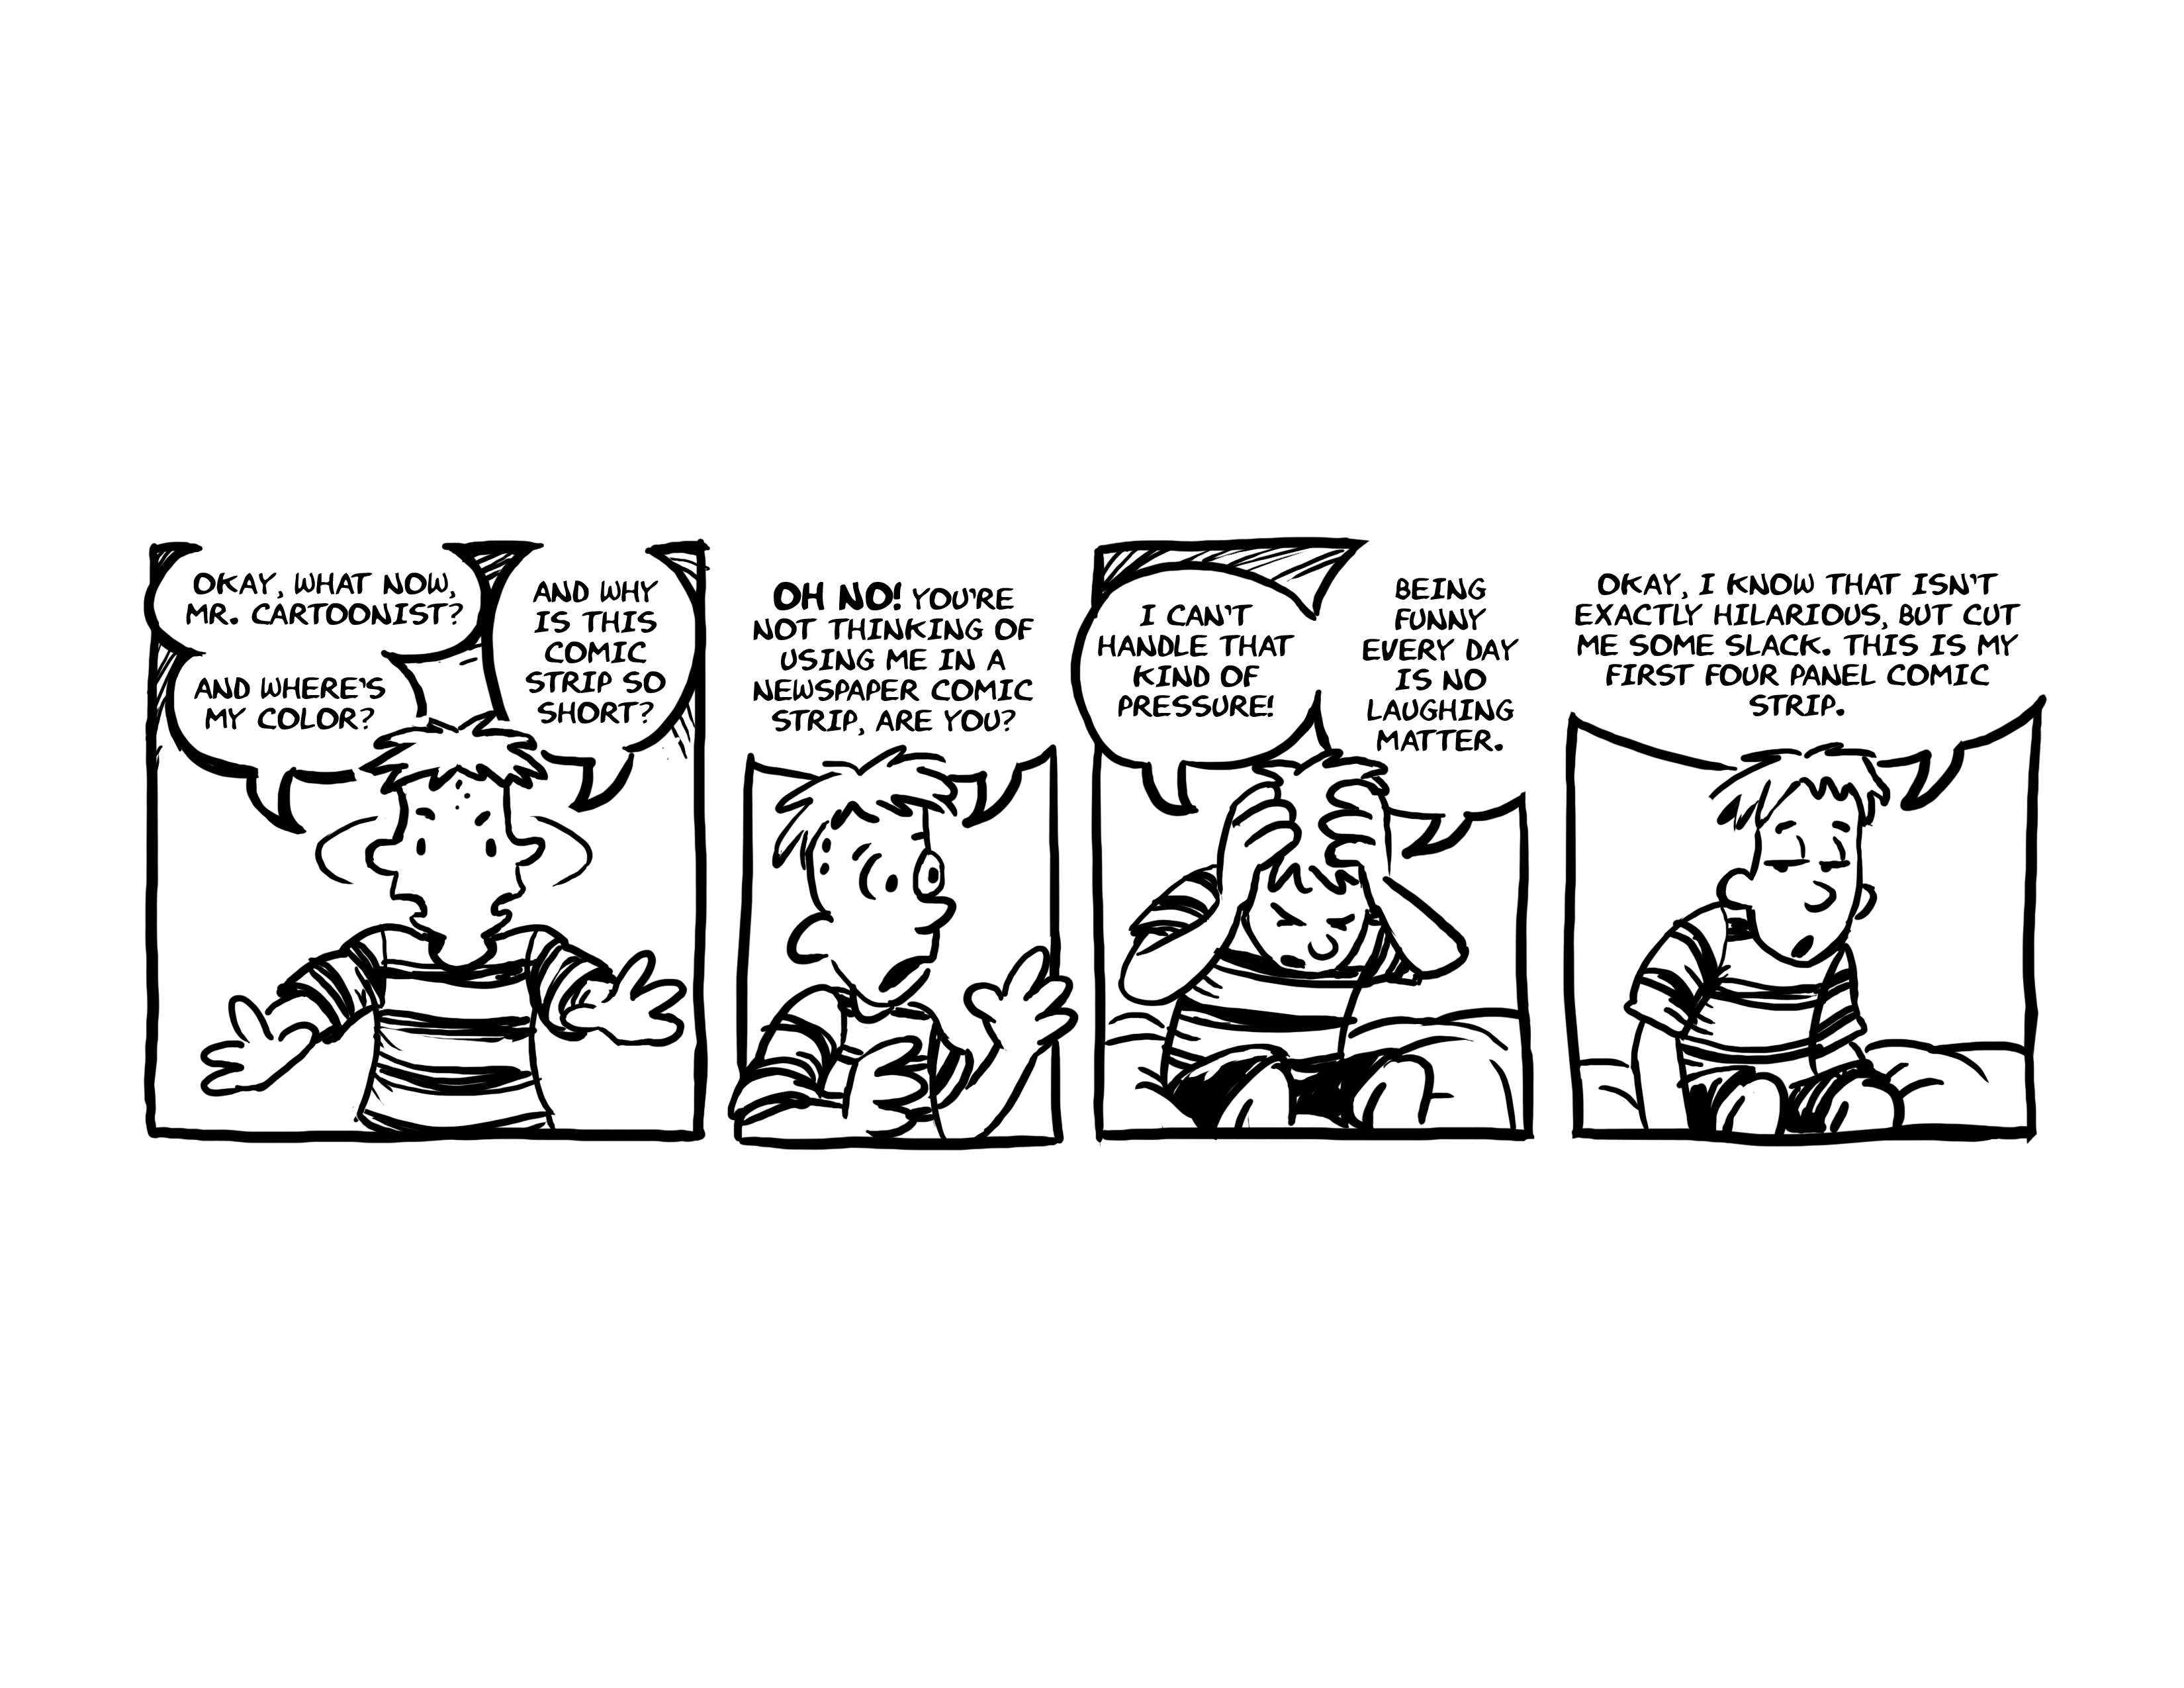 OKAY, WHAT NOW,
MR. CARTOONIST?
AND WHERE'S
MY COLOR?
AND WHY
IS THIS
COMIC
STRIP SO
SHORT?
OH NO! YOU'RE
NOT THINKING OF
USING ME IN A
NEWSPAPER COMIC
STRIP, ARE YOU?
I CAN'T
HANDLE THAT
KIND OF
PRESSURE!
BEING
FUNNY
EVERY DAY
IS NO
LAUGHING
MATTER.
OKAY, I KNOW THAT ISN'T
EXACTLY HILARIOUS, BUT CUT
ME SOME SLACK. THIS IS MY
FIRST FOUR PANEL COMIC
STRIP.